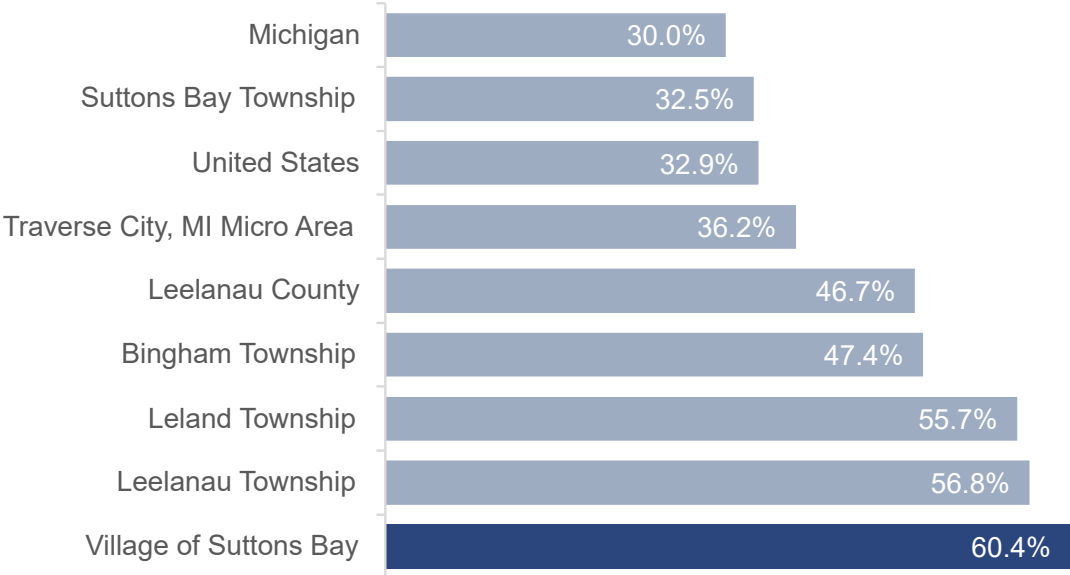 Michigan 30.0%
Suttons Bay Township 32.5%
United States 32.9%
Traverse City, MI Micro Area 36.2%
Leelanau County 46.7%
Bingham Township 47.4%
Leland Township 55.7%
Leelanau Township 56.8%
Village of Suttons Bay 60.4%